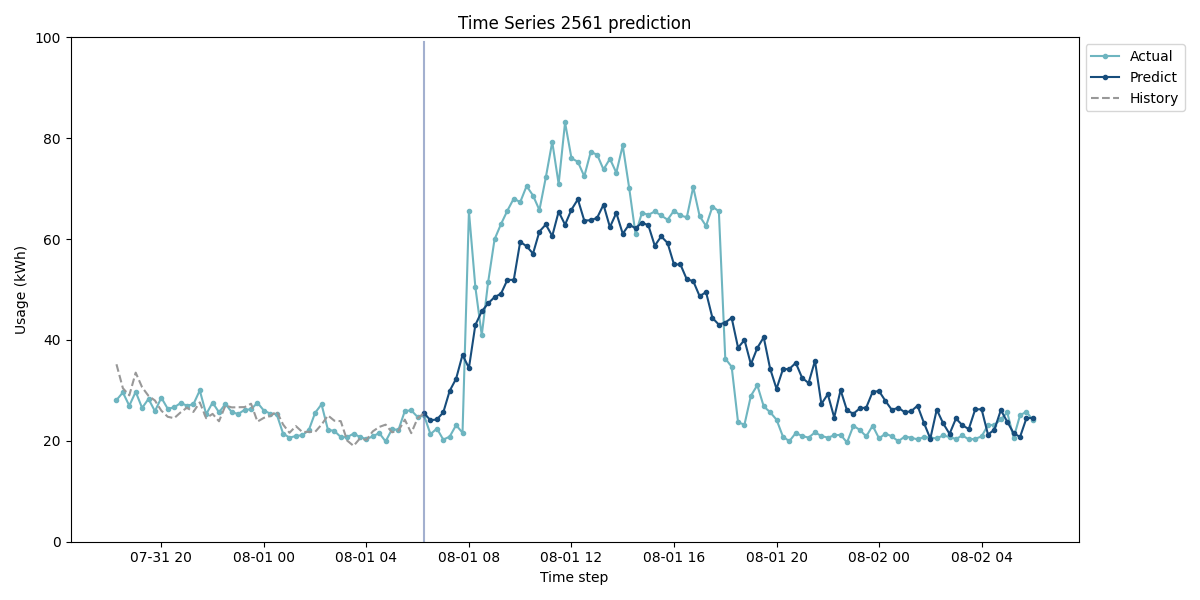 Time Series 2561 prediction
100
80
60
40
20
0
Usage (kWh)
07-31 20
08-01 00
08-01 04
08-01 08
08-01 12
08-01 16
08-01 20
08-02 00
08-02 04
Time step
Actual
Predict
History